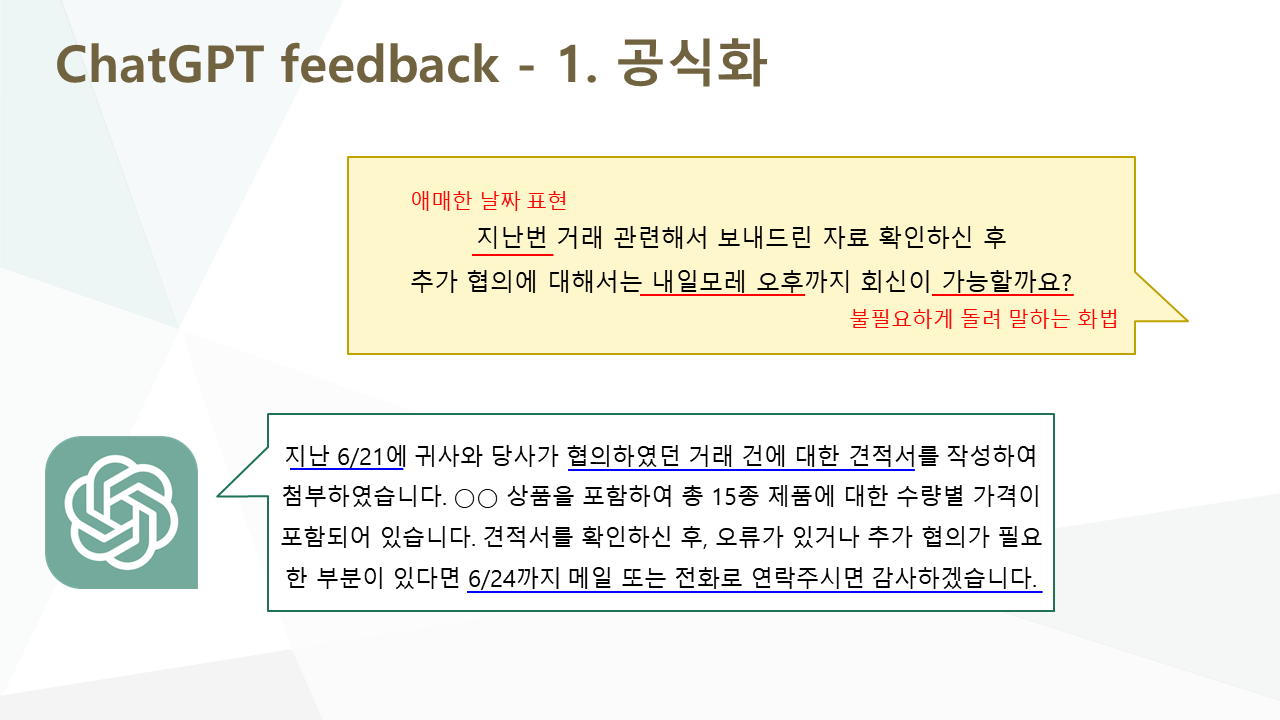 ChatGPT feedback - 1. 공식화
애매한 날짜 표현
지난번 거래 관련해서 보내드린 자료 확인하신 후
추가 협의에 대해서는 내일모레 오후까지 회신이 가능할까요?
불필요하게 돌려 말하는 화법
지난 6/21에 귀사와 당사가 협의하였던 거래 건에 대한 견적서를 작성하여
첨부하였습니다. ○○ 상품을 포함하여 총 15종 제품에 대한 수량별 가격이
포함되어 있습니다. 견적서를 확인하신 후, 오류가 있거나 추가 협의가 필요
한 부분이 있다면 6/24까지 메일 또는 전화로 연락주시면 감사하겠습니다.